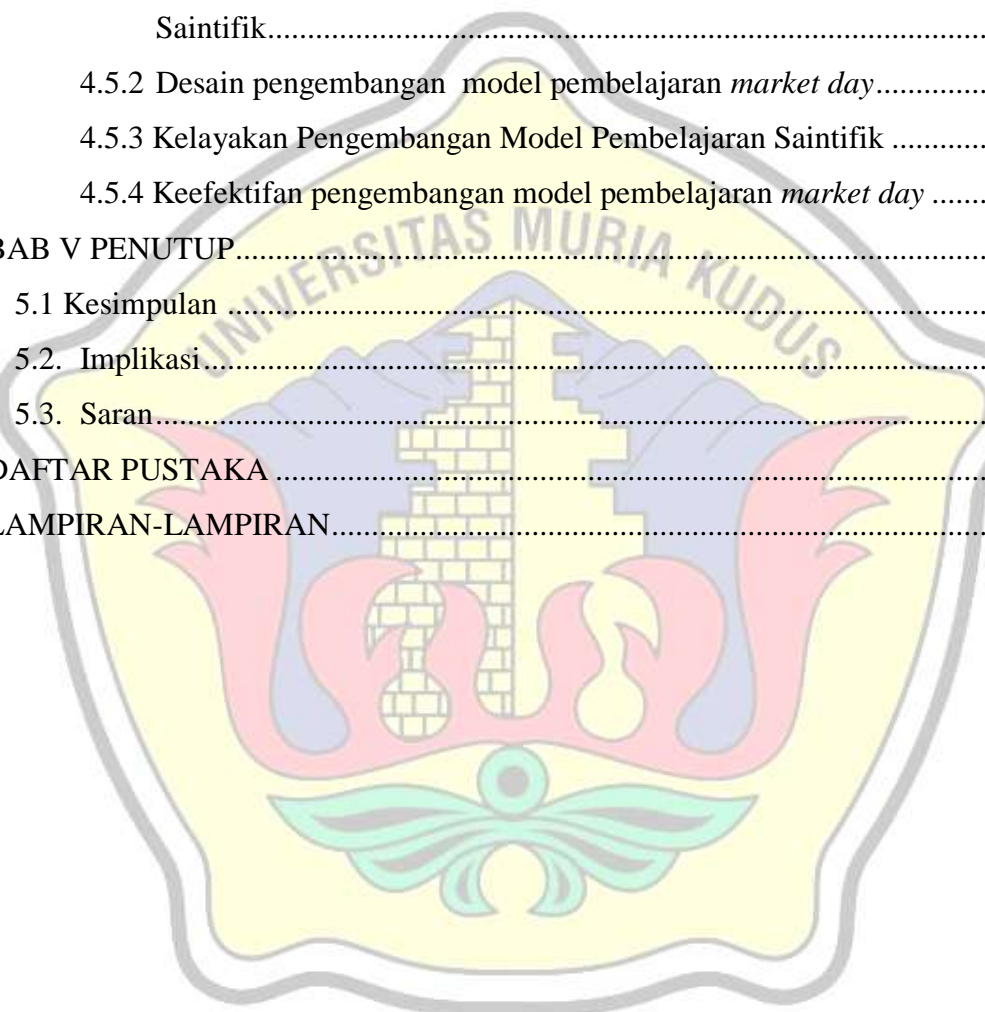 Saintifik....................................................................................
4.5.2 Desain pengembangan model pembelajaran market day..............
4.5.3 Kelayakan Pengembangan Model Pembelajaran Saintifik ............
4.5.4 Keefektifan pengembangan model pembelajaran market day .......
BAB V PENUTUP.................................................................................
5.1 Kesimpulan ..................................................................................
5.2. Implikasi.....................................................................................
5.3. Saran...........................................................................................
DAFTAR PUSTAKA ............................................................................
LAMPIRAN-LAMPIRAN......................................................................
UNIVERSITAS MURIA KUDUS